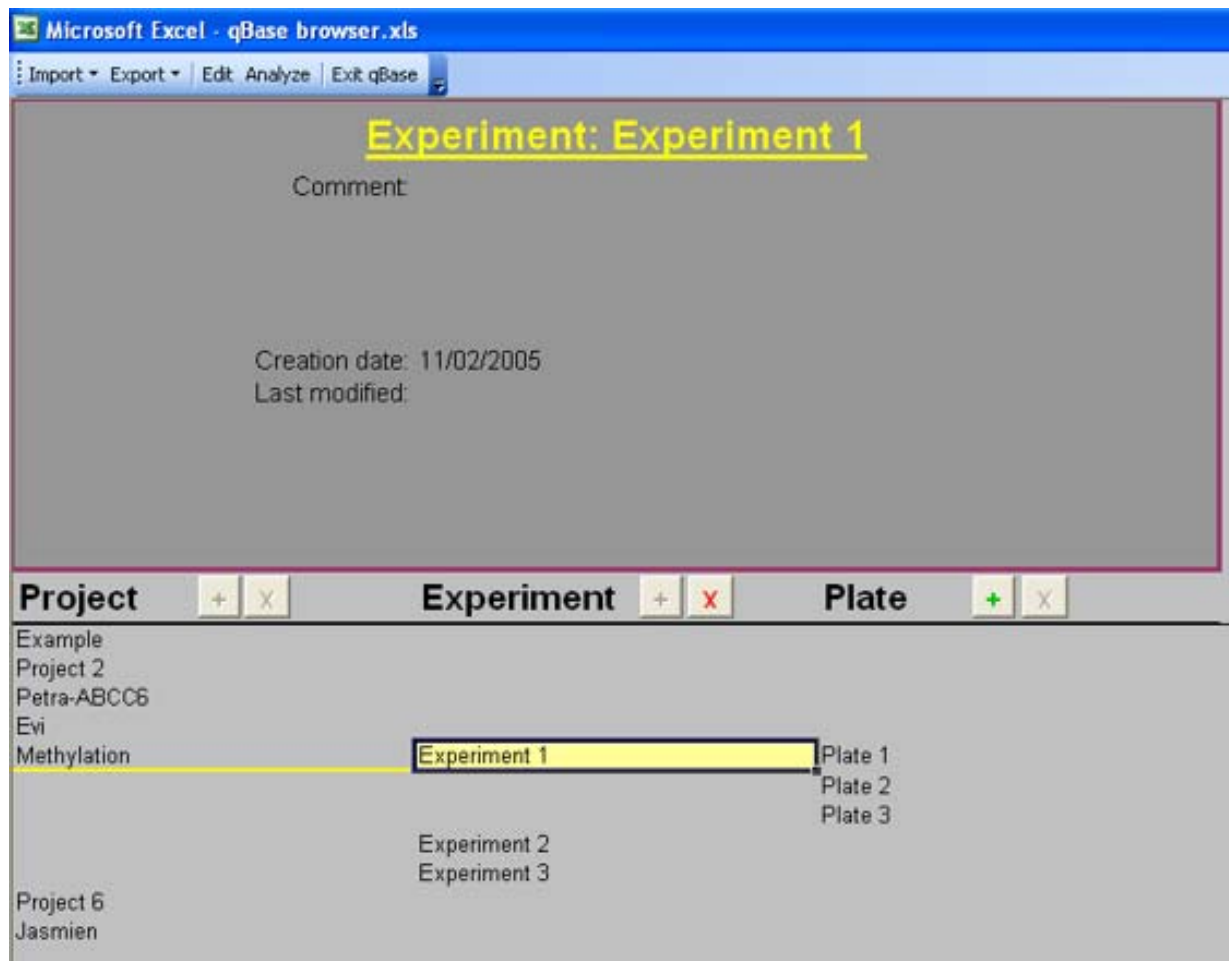 Microsoft Excel - qBase browser.xls
Import Export Edit Analyze Exit qBase
Experiment: Experiment 1
Comment:
Creation date: 11/02/2005
Last modified:
Project + X Experiment + X Plate + X
Example
Project 2
Petra-ABCC6
Evi
Methylation Experiment 1 Plate 1
Plate 2
Plate 3
Experiment 2
Experiment 3
Project 6
Jasmien